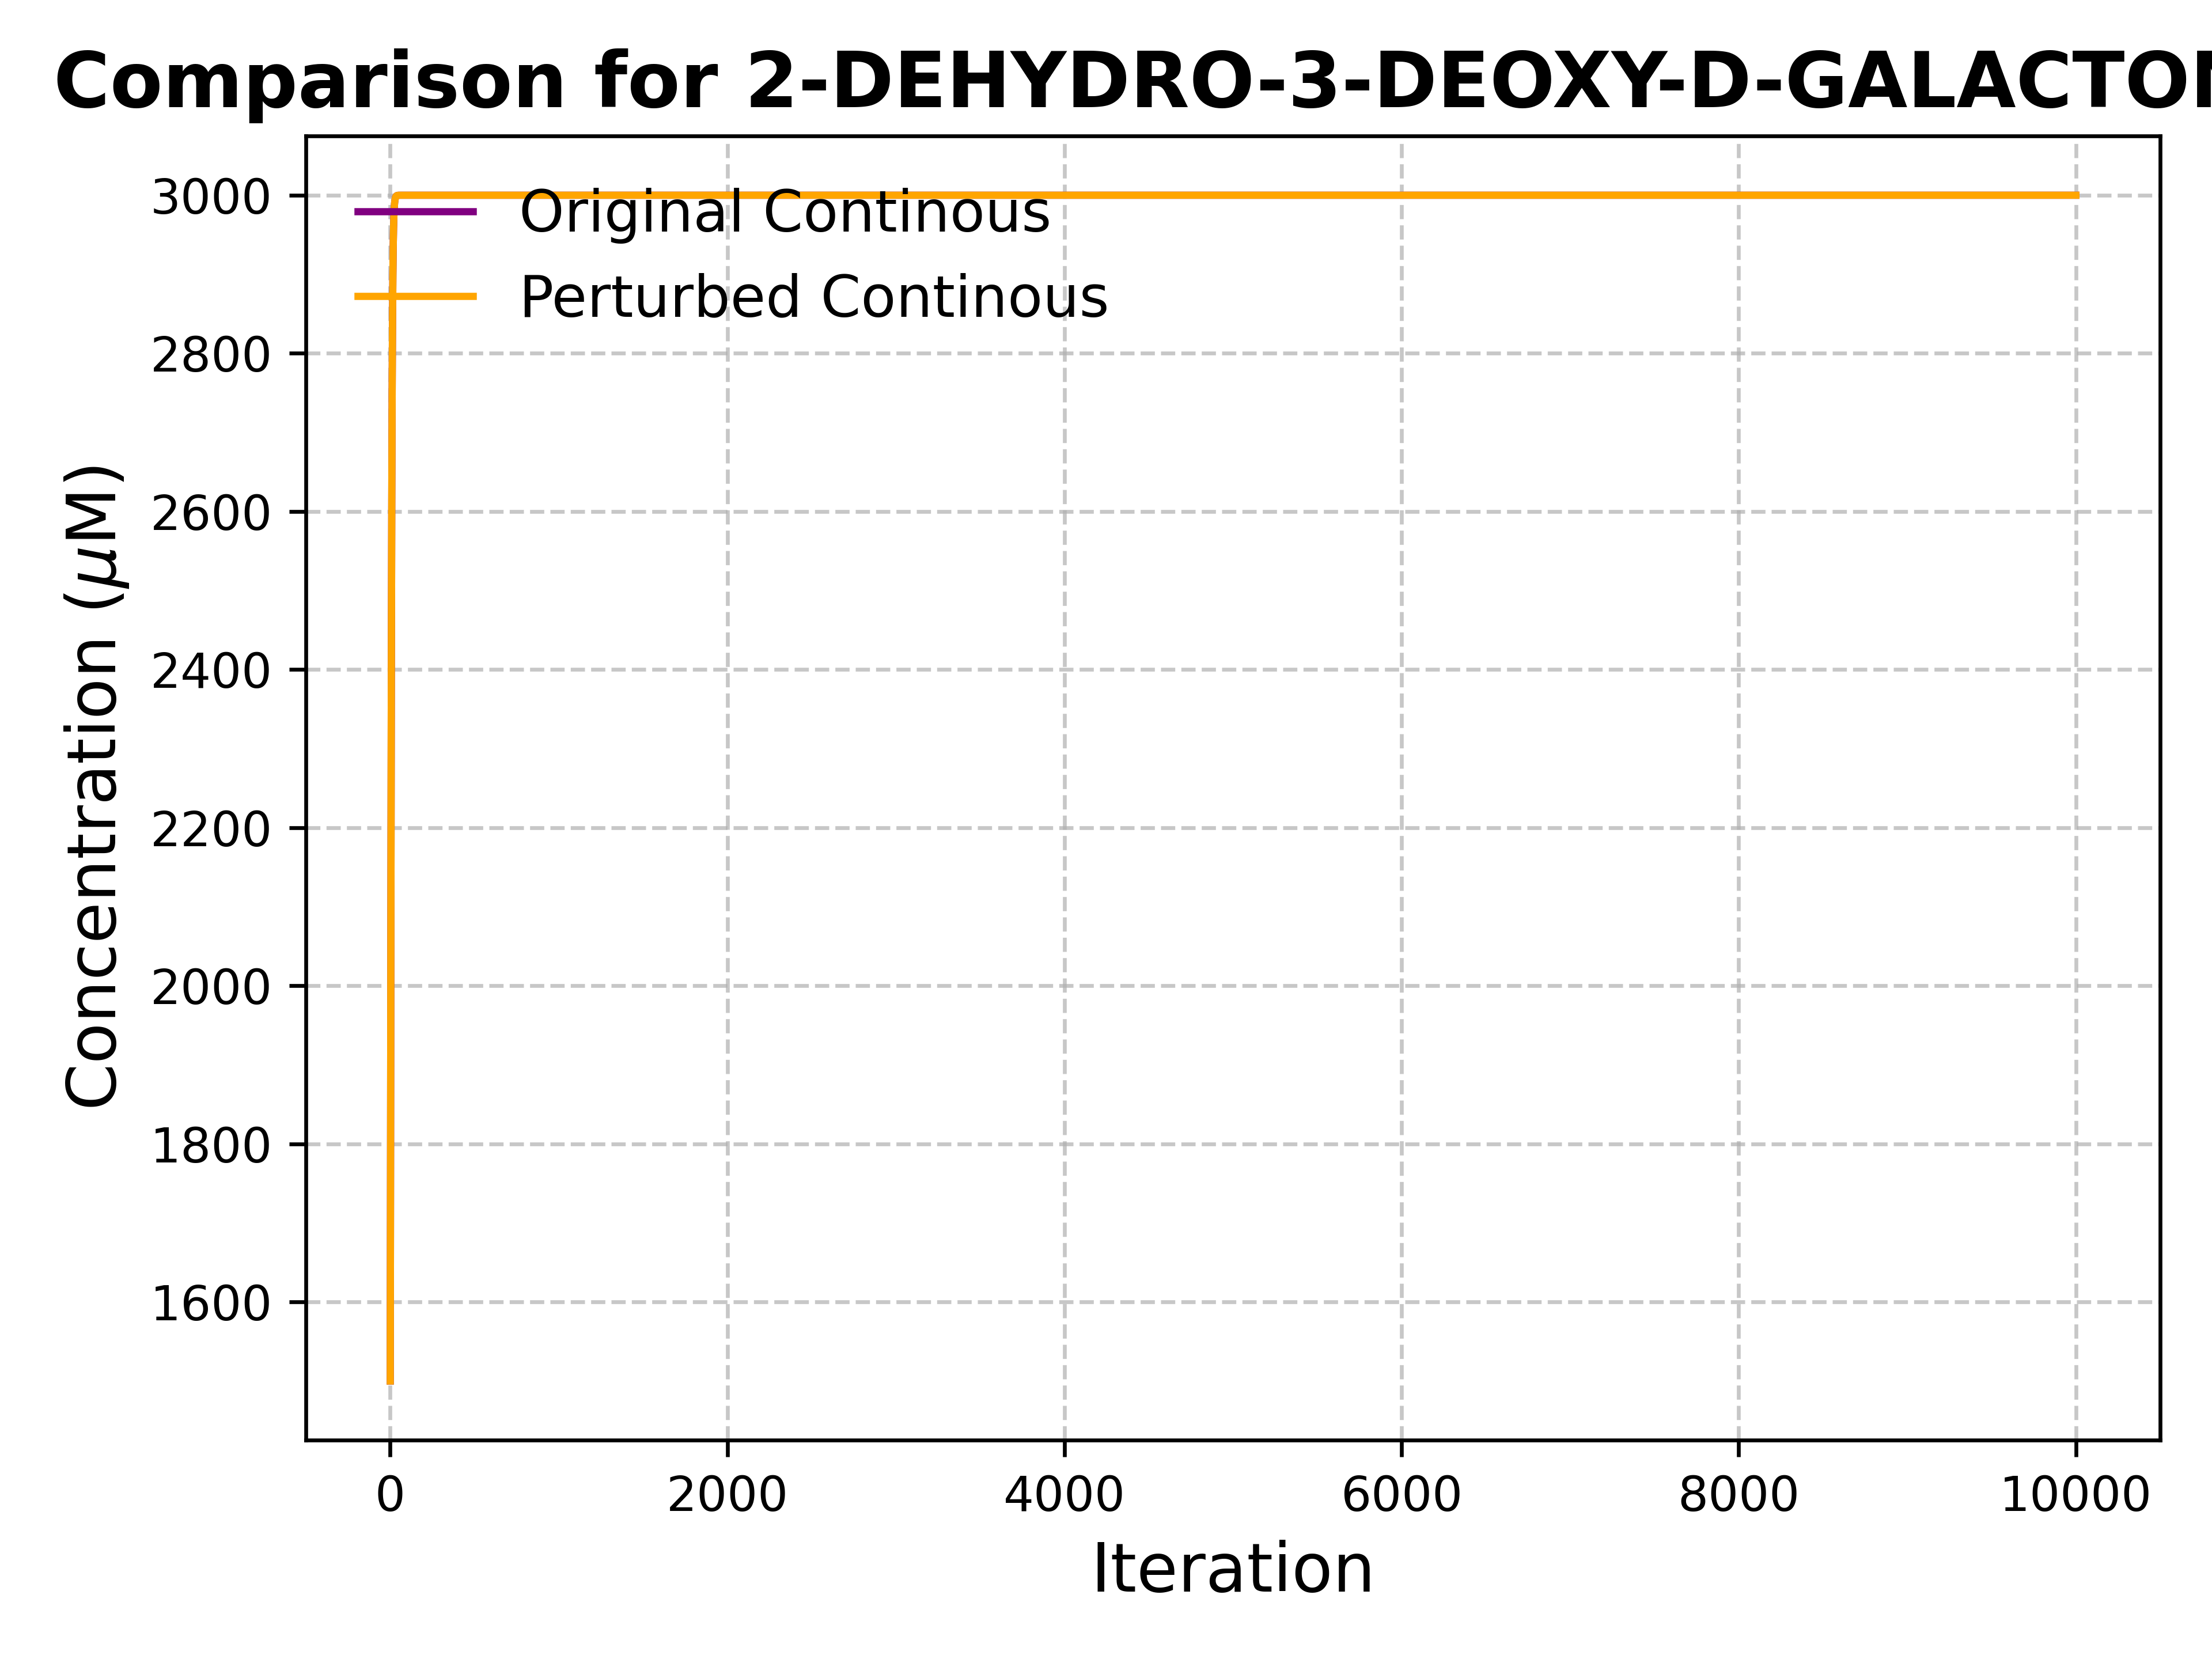 Comparison for 2-DEHYDRO-3-DEOXY-D-GALACTON
3000
2800
2600
2400
2200
2000
1800
1600
Concentration (μM)
Original Continous
Perturbed Continous
0 2000 4000 6000 8000 10000
Iteration